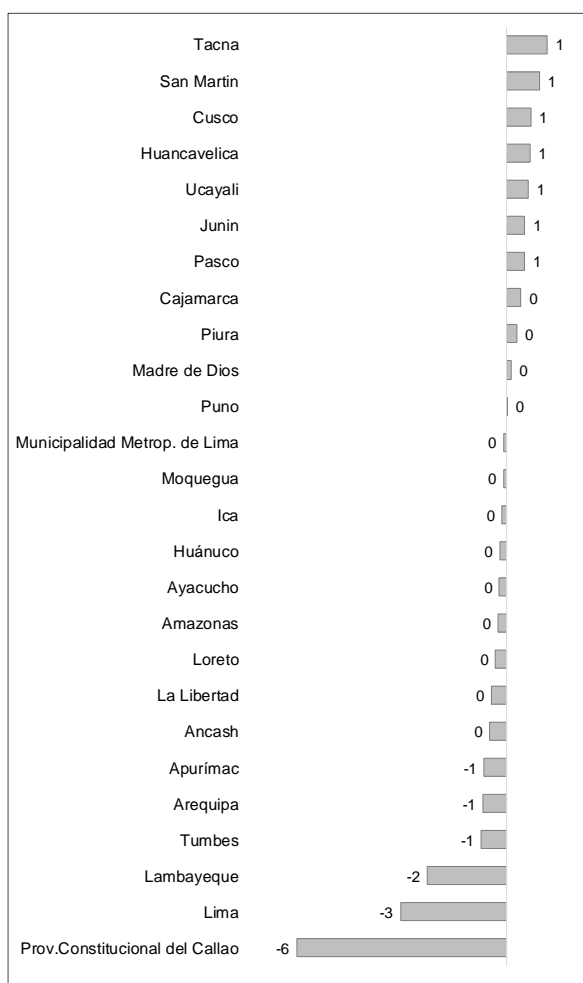 Tacna 1
San Martin 1
Cusco 1
Huancavelica 1
Ucayali 1
Junin 1
Pasco 1
Cajamarca 0
Piura 0
Madre de Dios 0
Puno 0
Municipalidad Metrop. de Lima 0
Moquegua 0
Ica 0
Huánuco 0
Ayacucho 0
Amazonas 0
Loreto 0
La Libertad 0
Ancash 0
Apurímac -1
Arequipa -1
Tumbes -1
Lambayeque -2
Lima -3
Prov.Constitucional del Callao -6